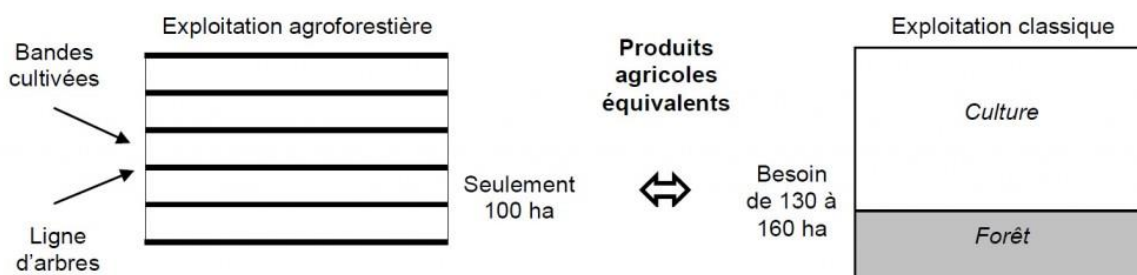 Exploitation agroforestière
Bandes
cultivées
Ligne
d'arbres
Seulement
100 ha
Produits
agricoles
équivalents
Besoin
de 130 à
160 ha
Exploitation classique
Culture
Forêt